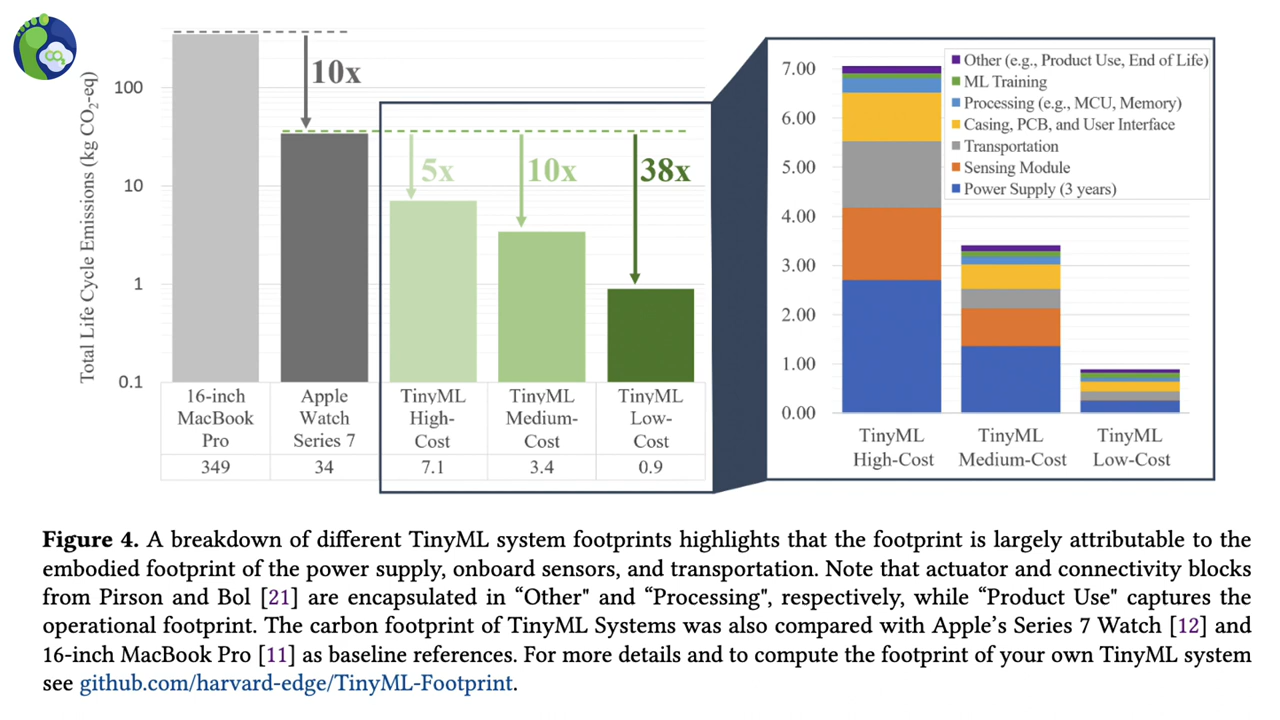 CO₂
Total Life Cycle Emissions (kg CO₂-eq)
100
10
1
0.1
10x
5x
10x
38x
16-inch MacBook Pro
Apple Watch Series 7
TinyML High-Cost
TinyML Medium-Cost
TinyML Low-Cost
349
34
7.1
3.4
0.9
7.00
6.00
5.00
4.00
3.00
2.00
1.00
0.00
Other (e.g., Product Use, End of Life)
ML Training
Processing (e.g., MCU, Memory)
Casing, PCB, and User Interface
Transportation
Sensing Module
Power Supply (3 years)
TinyML High-Cost
TinyML Medium-Cost
TinyML Low-Cost
Figure 4. A breakdown of different TinyML system footprints highlights that the footprint is largely attributable to the
embodied footprint of the power supply, onboard sensors, and transportation. Note that actuator and connectivity blocks
from Pirson and Bol [21] are encapsulated in “Other" and “Processing", respectively, while “Product Use" captures the
operational footprint. The carbon footprint of TinyML Systems was also compared with Apple’s Series 7 Watch [12] and
16-inch MacBook Pro [11] as baseline references. For more details and to compute the footprint of your own TinyML system
see github.com/harvard-edge/TinyML-Footprint.